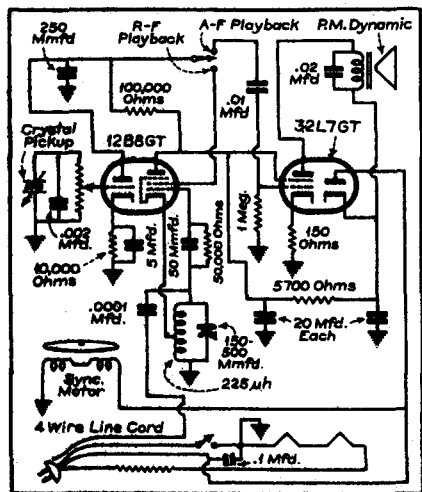 250
Mmfd
R-F
Playback
A-F Playback
P.M. Dynamic
.02
Mfd
100,000
Ohms
.01
Mfd
Crystal
Pickup
12B8GT
32L7GT
.002
Mfd.
10,000
Ohms
5 Mfd.
50 Mmfd.
50,000 Ohms
1 Meg.
150
Ohms
.0001
Mfd.
5700 Ohms
20 Mfd.
Each
150-
500
Mmfd.
225 μh
Sync.
Motor
4 Wire Line Cord
.1 Mfd.